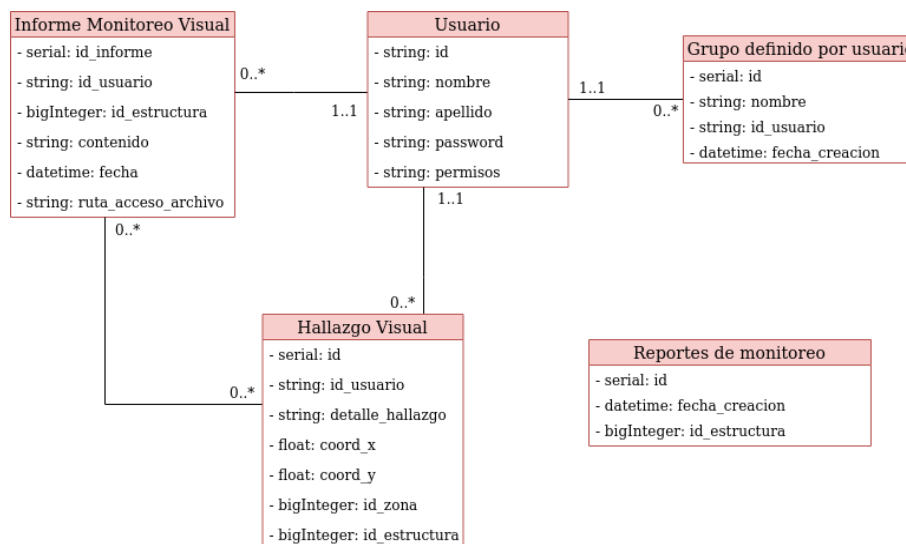 Informe Monitoreo Visual
- serial: id_informe
- string: id_usuario
- bigInteger: id_estructura
- string: contenido
- datetime: fecha
- string: ruta_acceso_archivo
0..*
1..1
Usuario
- string: id
- string: nombre
- string: apellido
- string: password
- string: permisos
1..1
0..*
Grupo definido por usuario
- serial: id
- string: nombre
- string: id_usuario
- datetime: fecha_creacion
0..*
1..1
0..*
0..*
Hallazgo Visual
- serial: id
- string: id_usuario
- string: detalle_hallazgo
- float: coord_x
- float: coord_y
- bigInteger: id_zona
- bigInteger: id_estructura
Reportes de monitoreo
- serial: id
- datetime: fecha_creacion
- bigInteger: id_estructura